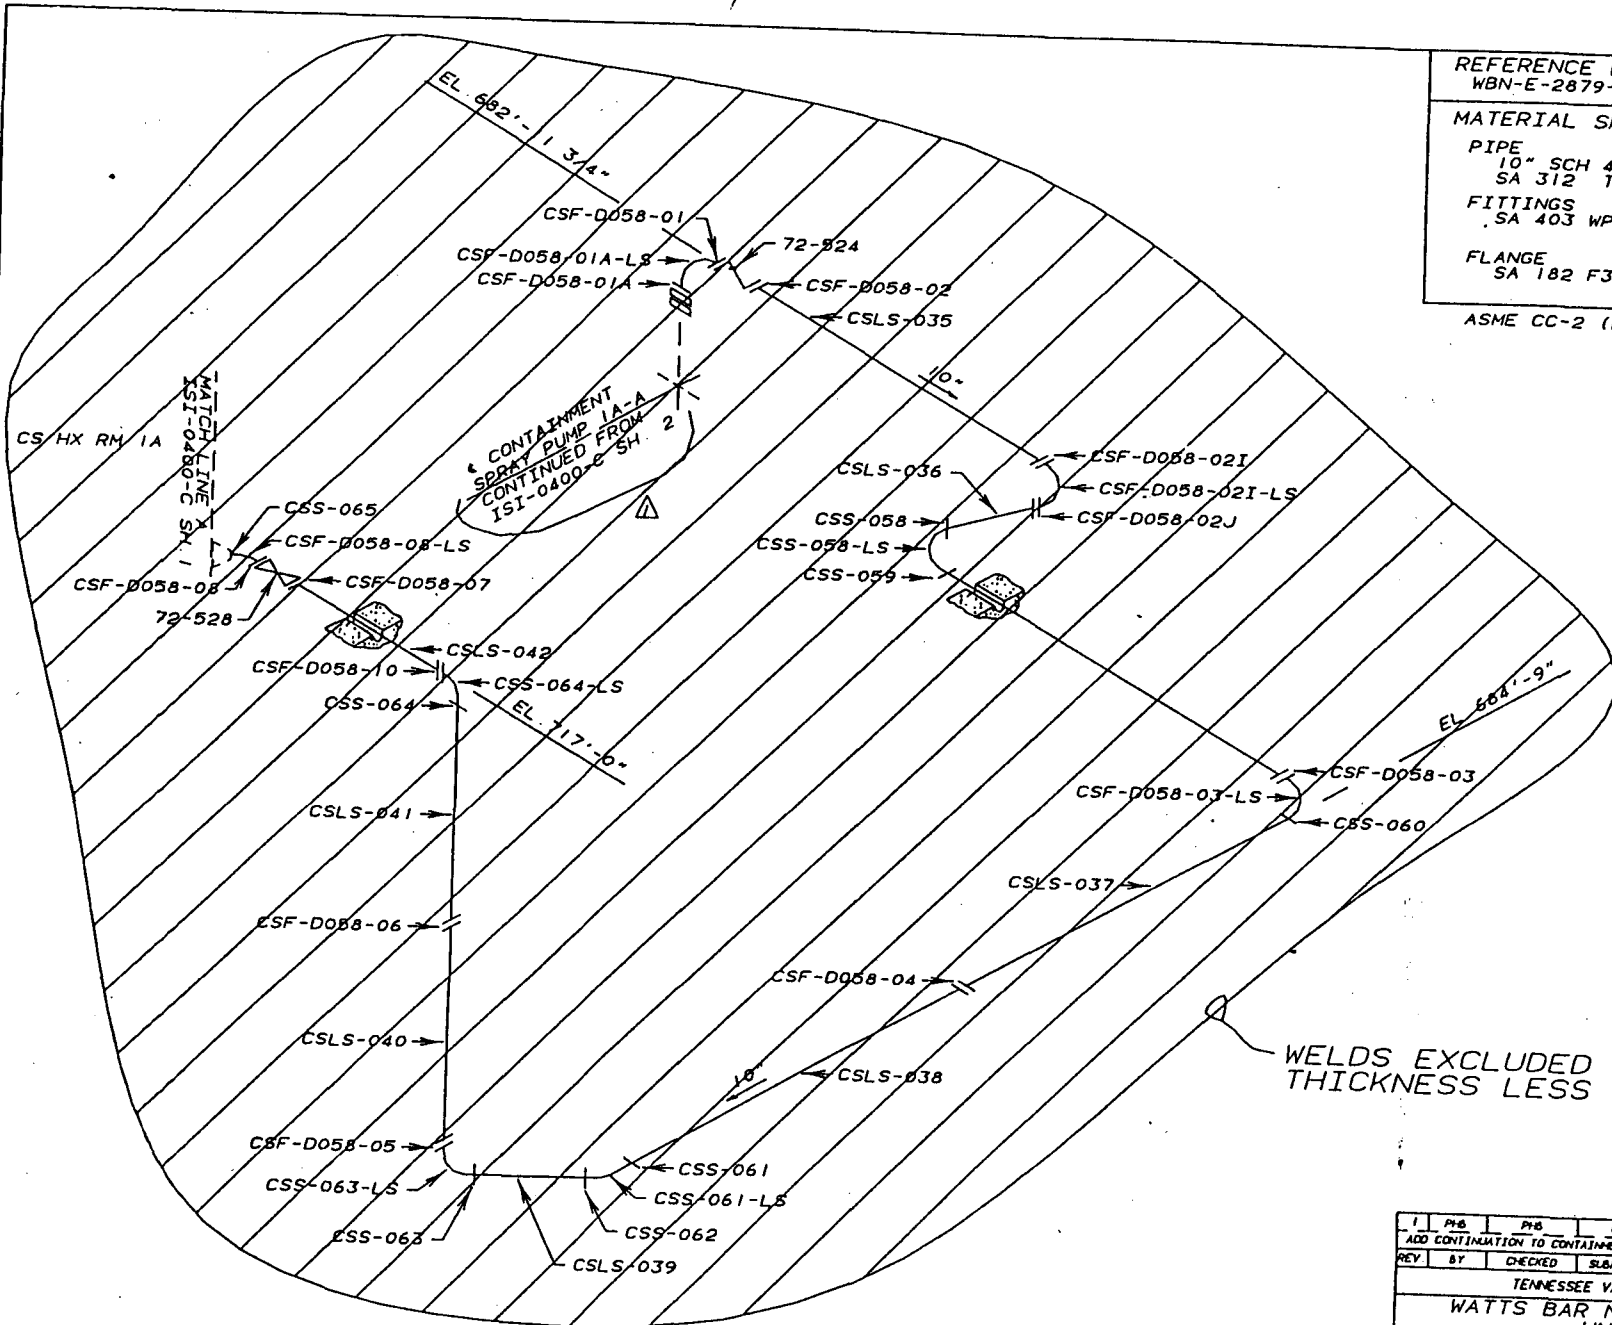 REFERENCE
WBN-E-2879-
MATERIAL
PIPE
10" SCH 4
SA 312
FITTINGS
SA 403 WP
FLANGE
SA 182 F3
ASME CC-2
EL. 682'-1 3/4"
CSF-D058-01
CSF-D058-01A-LS
CSF-D058-01A
72-524
CSF-D058-02
CSLS-035
10"
CONTAINMENT
SPRAY PUMP 1A-A
CONTINUED FROM
ISI-0400-C SH. 2
1
CSF-D058-02I
CSF-D058-02I-LS
CSF-D058-02J
CSLS-036
CSS-058
CSS-058-LS
CSS-059
CS HX RM 1A
MATCH LINE A
ISI-0400-C SH. 1
CSS-065
CSF-D058-08-LS
CSF-D058-08
CSF-D058-07
72-528
CSLS-042
CSF-D058-10
CSS-064-LS
CSS-064
EL. 717'-0"
EL. 684'-9"
CSF-D058-03
CSF-D058-03-LS
CSS-060
CSLS-041
CSLS-037
CSF-D058-06
CSF-D058-04
CSLS-040
CSLS-038
10"
CSF-D058-05
CSS-063-LS
CSS-063
CSS-061
CSS-061-LS
CSS-062
CSLS-039
WELDS EXCLUDED
THICKNESS LESS
1 PHB PHB
ADD CONTINUATION TO
REV BY CHECKED
TENNESSEE
WATTS BAR